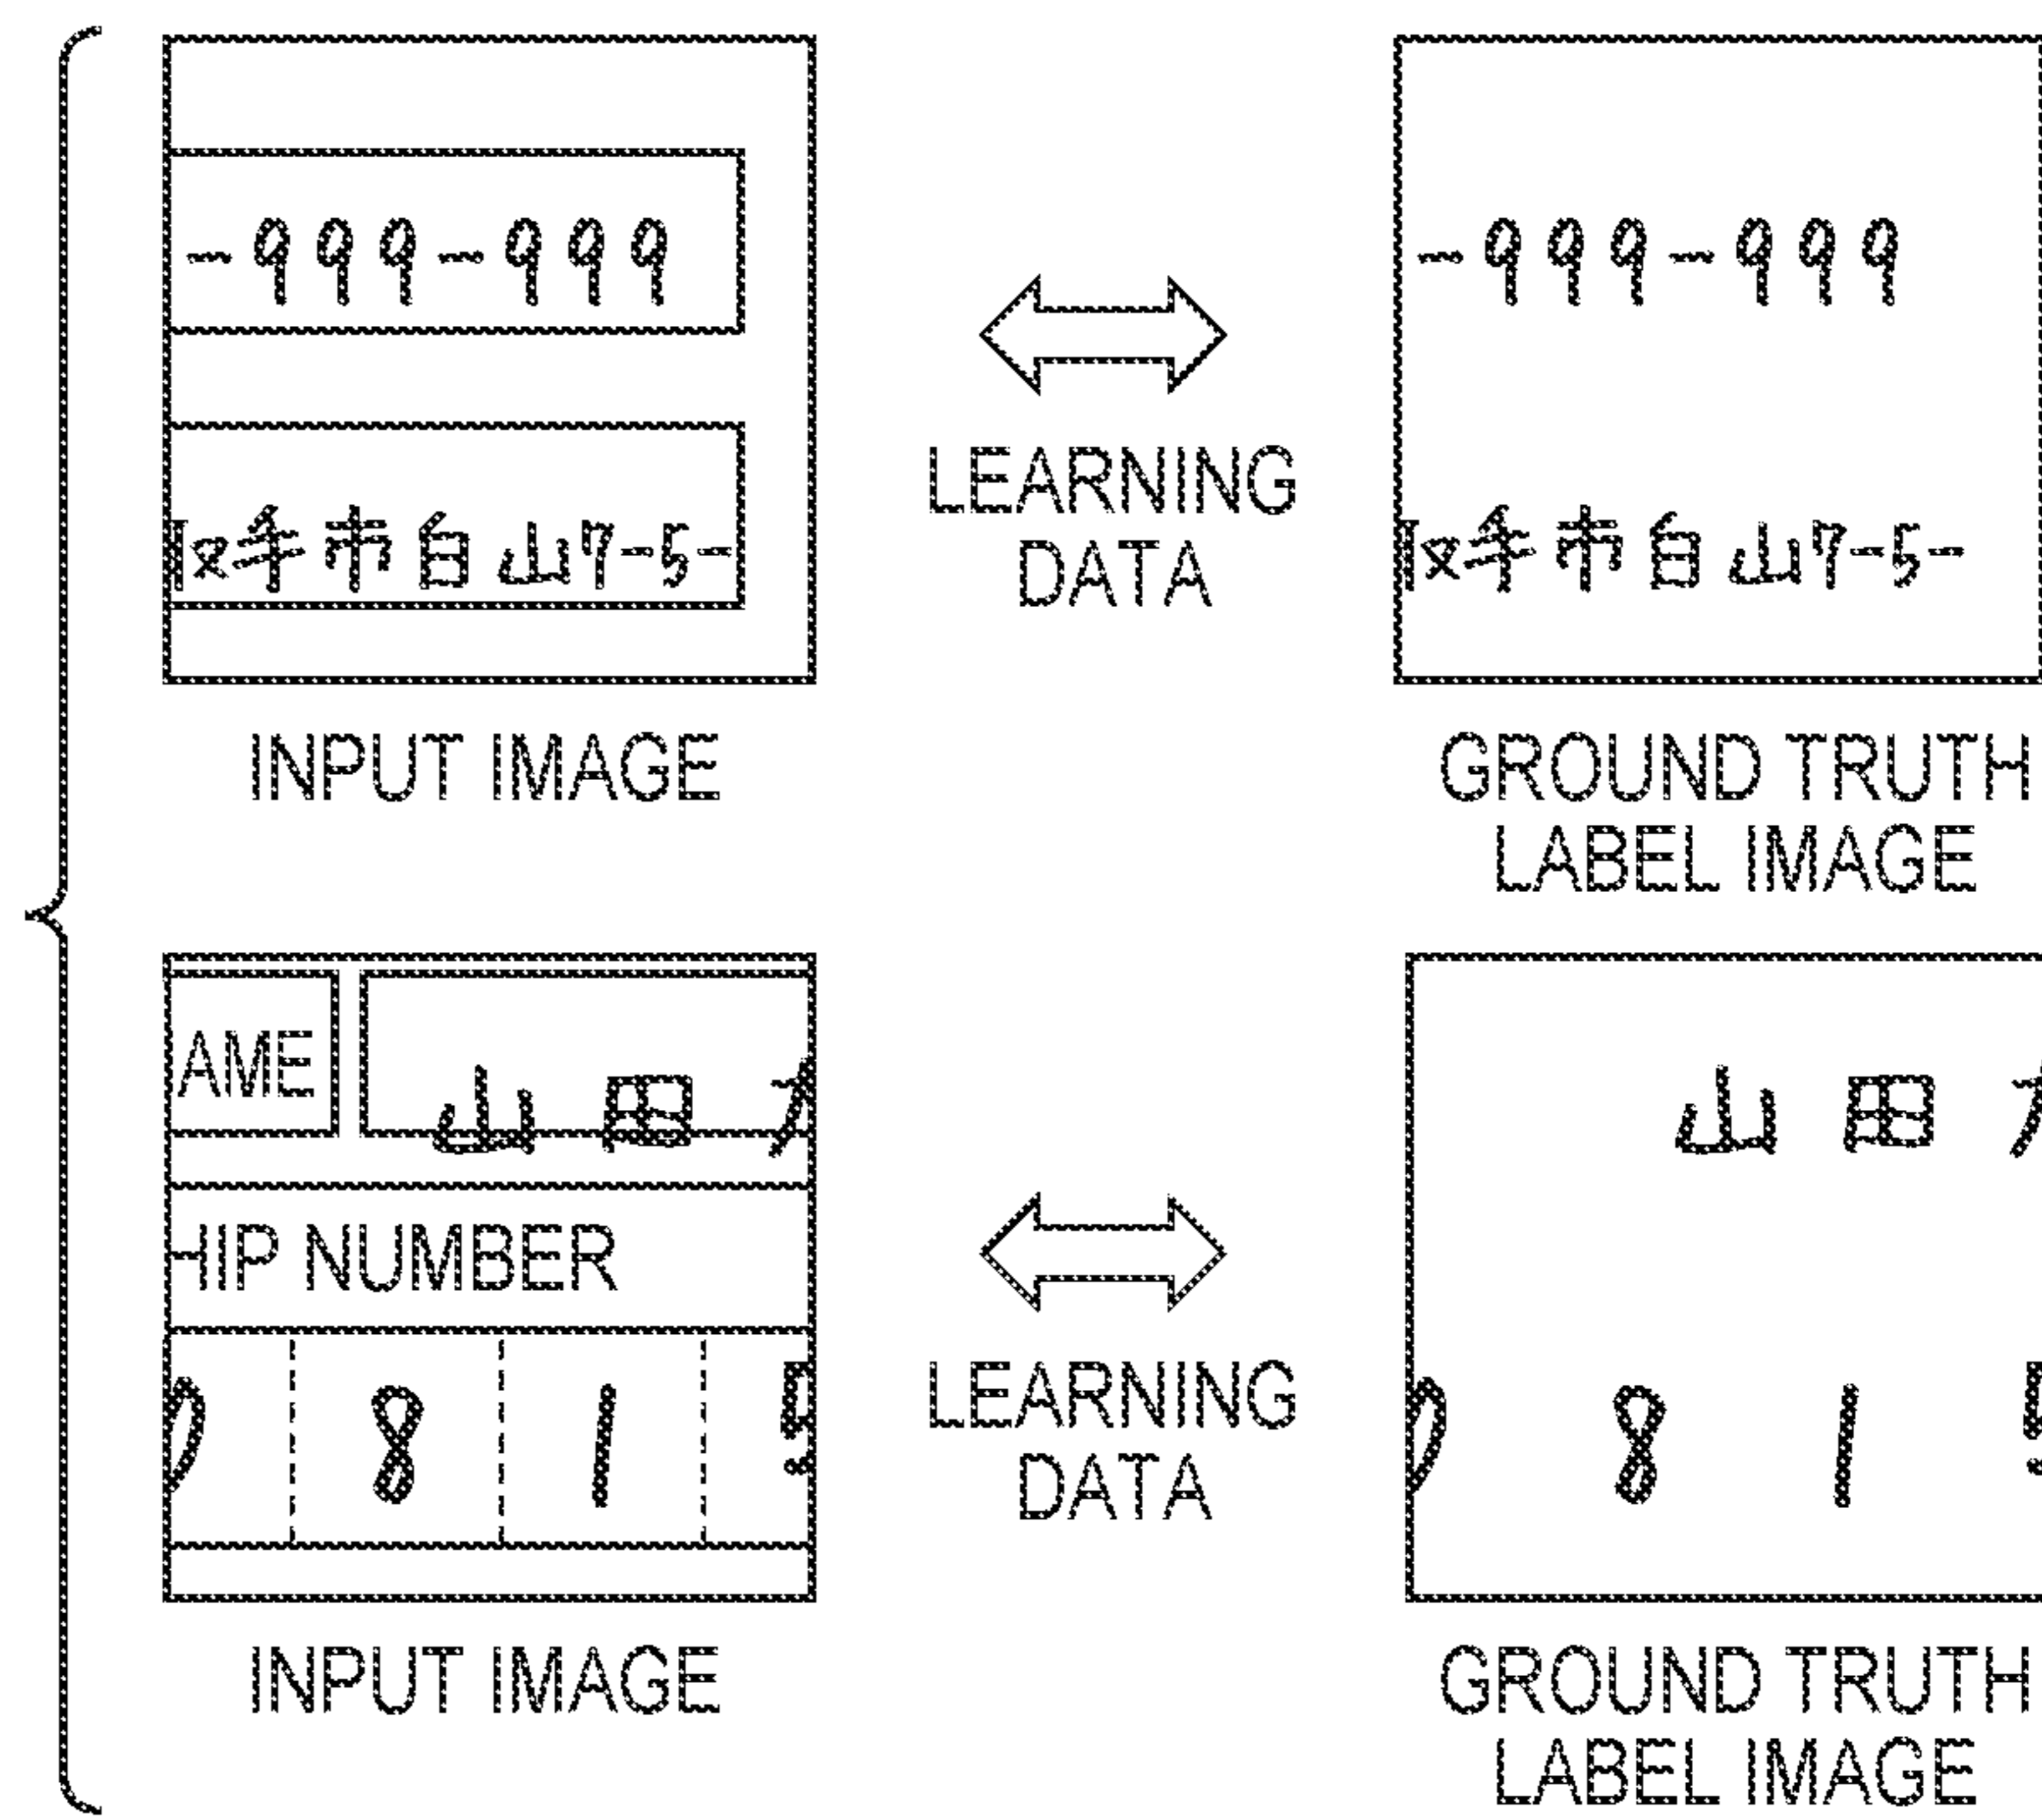 -999-999
-999-999
LEARNING
DATA
取手市白山7-5-
取手市白山7-5-
INPUT IMAGE
GROUND TRUTH
LABEL IMAGE
AME
山田
山田
HIP NUMBER
LEARNING
DATA
8 1 5
8 1 5
INPUT IMAGE
GROUND TRUTH
LABEL IMAGE